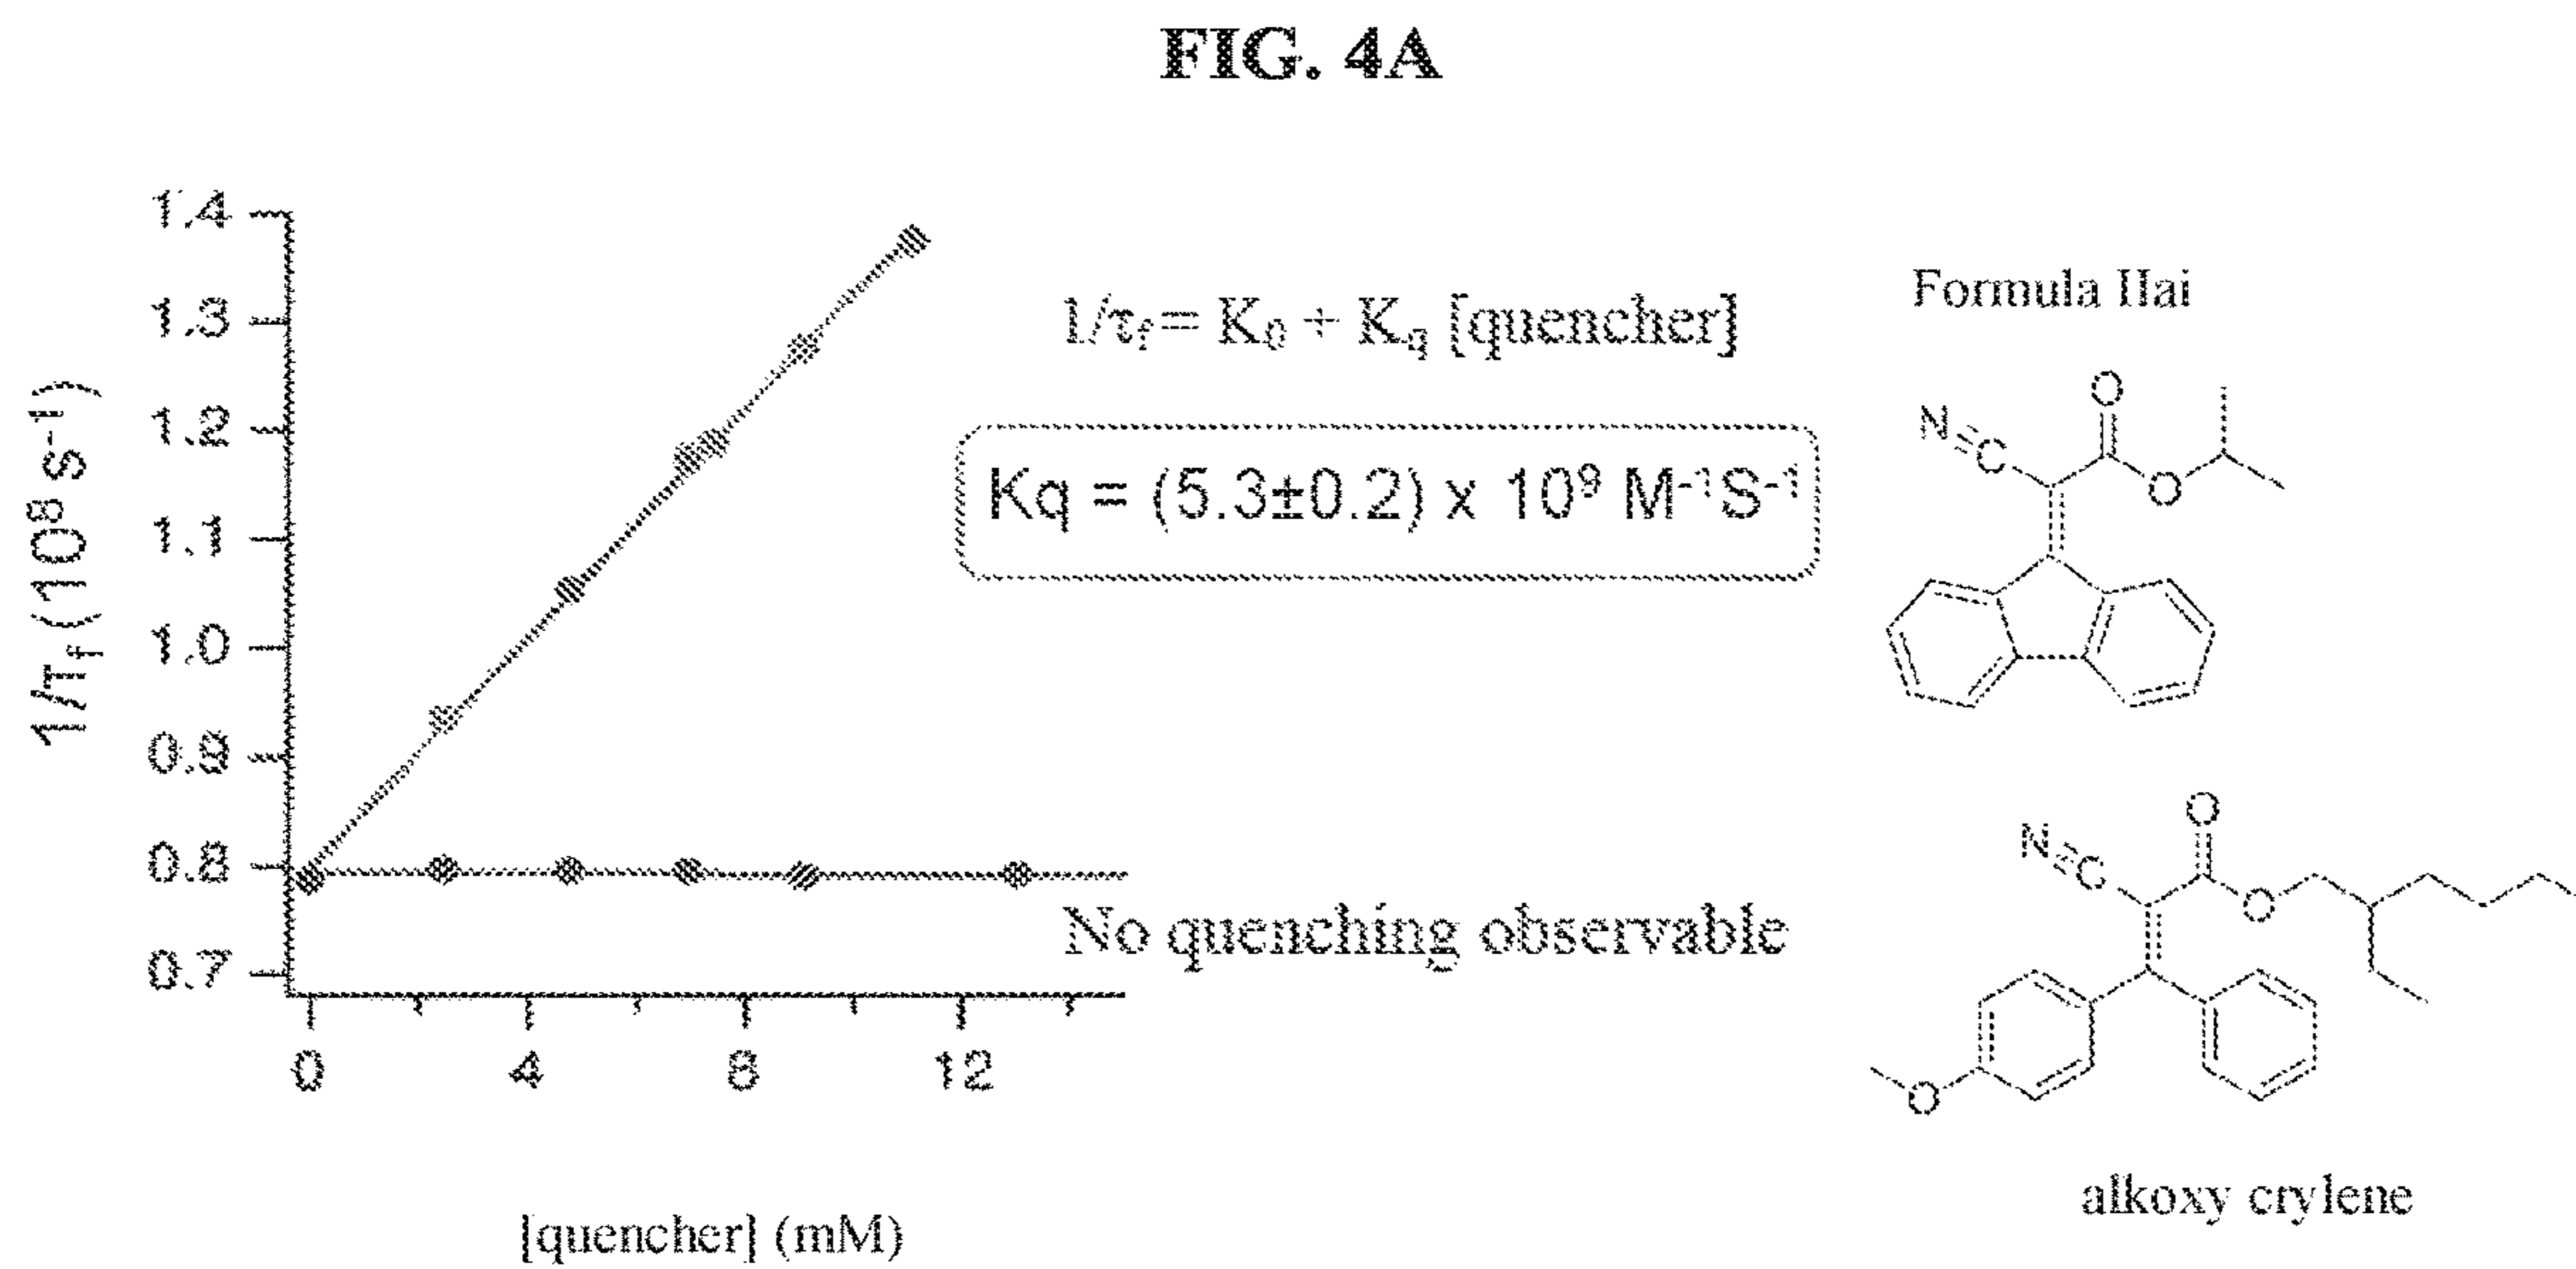 FIG. 4A
1.4
1.3
1.2
1.1
1.0
0.9
0.8
0.7
1/τf (10⁸ s⁻¹)
0 4 8 12
[quencher] (mM)
1/τf = K₀ + Kq [quencher]
Kq = (5.3±0.2) x 10⁹ M⁻¹S⁻¹
No quenching observable
Formula IIai
N
C
O
O
N
C
O
O
O
alkoxy crylene